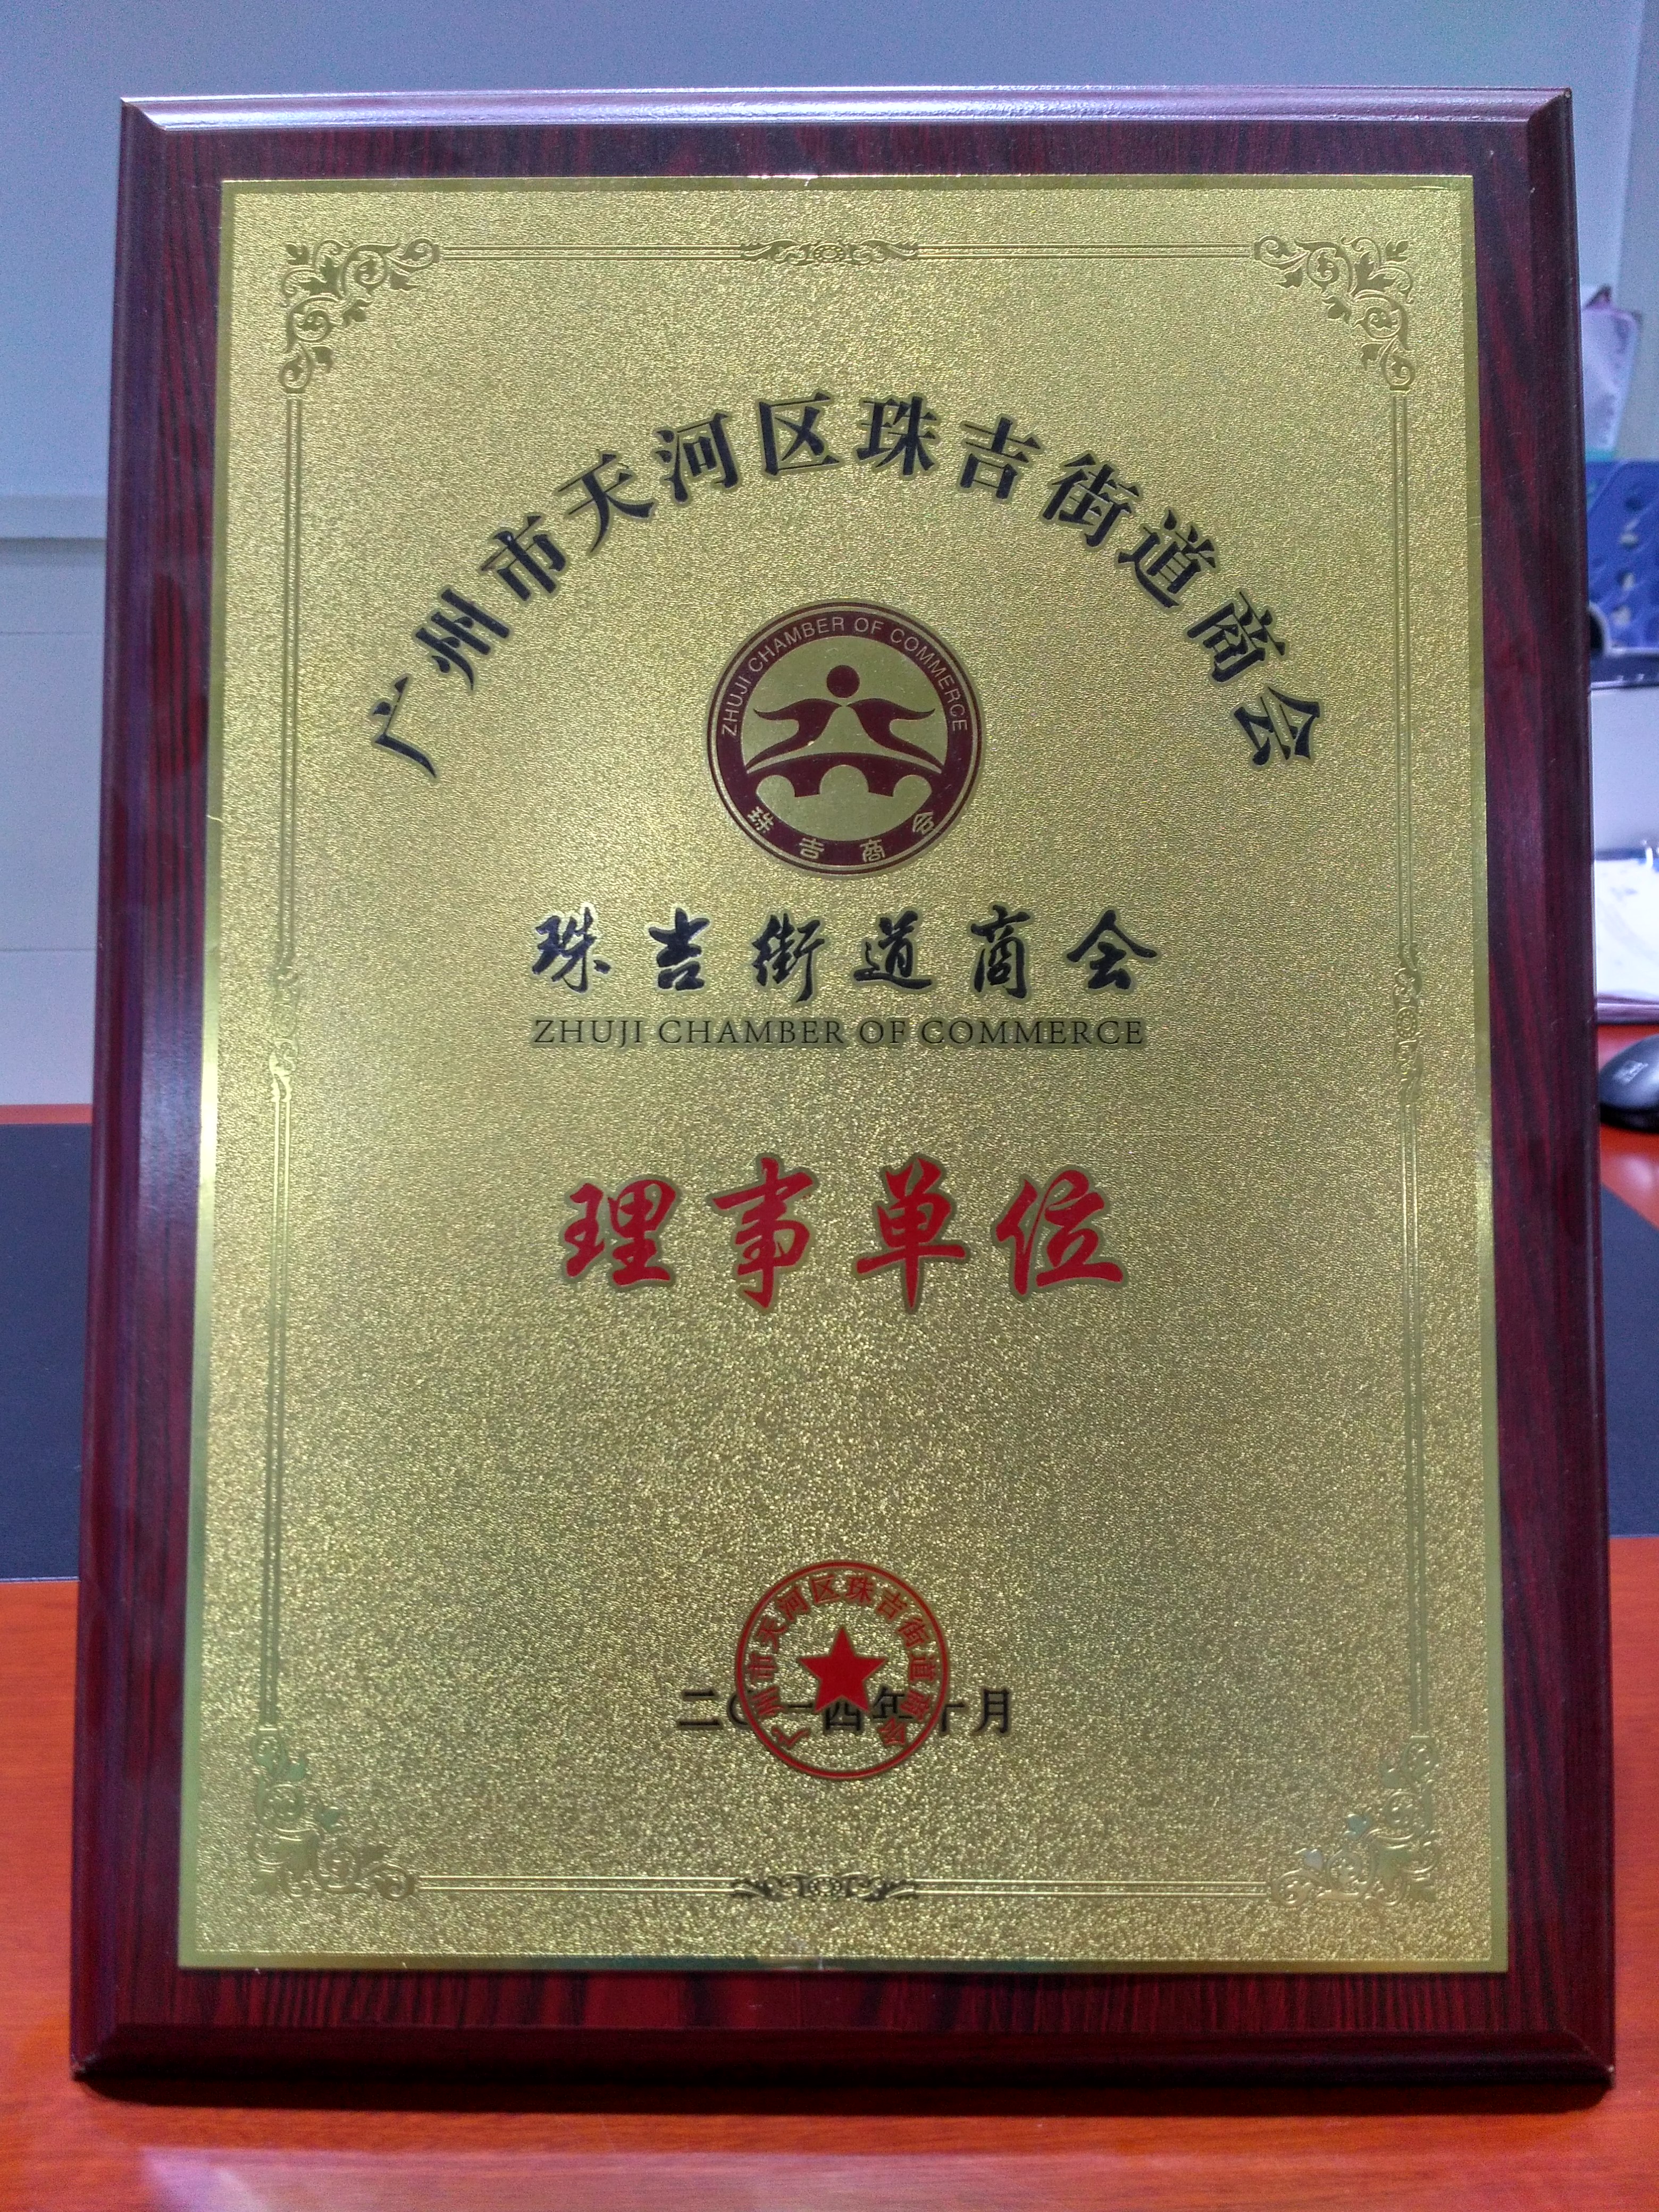 广州市天河区珠吉街道商会
ZHUJI CHAMBER OF COMMERCE
珠吉商会
珠吉街道商会
ZHUJI CHAMBER OF COMMERCE
理事单位
广州市天河区珠吉街道商会
二〇一四年十月